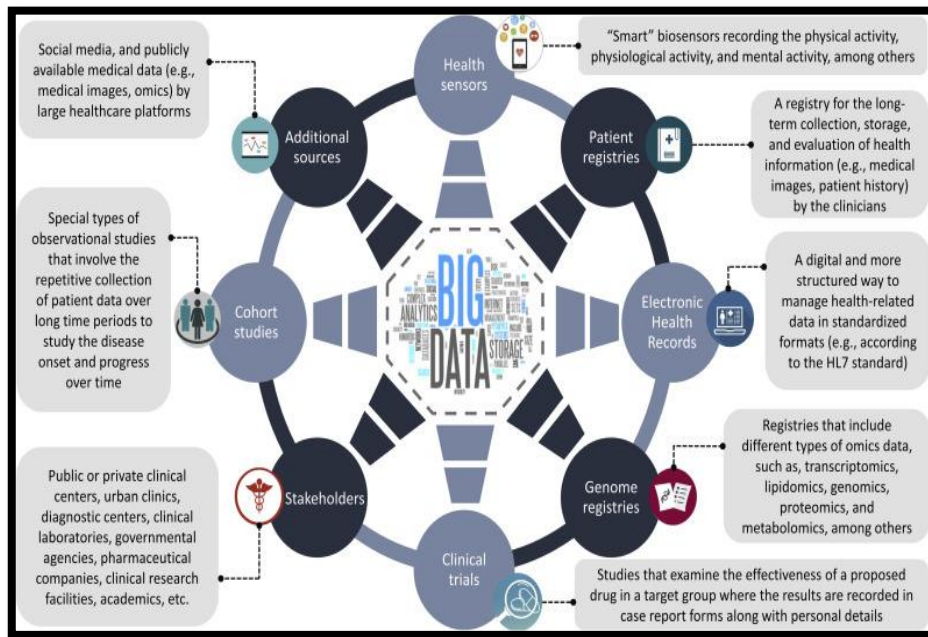 Social media, and publicly
available medical data (e.g.,
medical images, omics) by
large healthcare platforms
Health
sensors
"Smart" biosensors recording the physical activity,
physiological activity, and mental activity, among others
Additional
sources
Patient
registries
A registry for the long-
term collection, storage,
and evaluation of health
information (e.g., medical
images, patient history)
by the clinicians
Special types of
observational studies
that involve the
repetitive collection
of patient data over
long time periods to
study the disease
onset and progress
over time
Cohort
studies
BIG
DATA
ANALYTICS
STORAGE
Electronic
Health
Records
A digital and more
structured way to
manage health-related
data in standardized
formats (e.g., according
to the HL7 standard)
Public or private clinical
centers, urban clinics,
diagnostic centers, clinical
laboratories, governmental
agencies, pharmaceutical
companies, clinical research
facilities, academics, etc.
Stakeholders
Genome
registries
Registries that include
different types of omics data,
such as, transcriptomics,
lipidomics, genomics,
proteomics, and
metabolomics, among others
Clinical
trials
Studies that examine the effectiveness of a proposed
drug in a target group where the results are recorded in
case report forms along with personal details